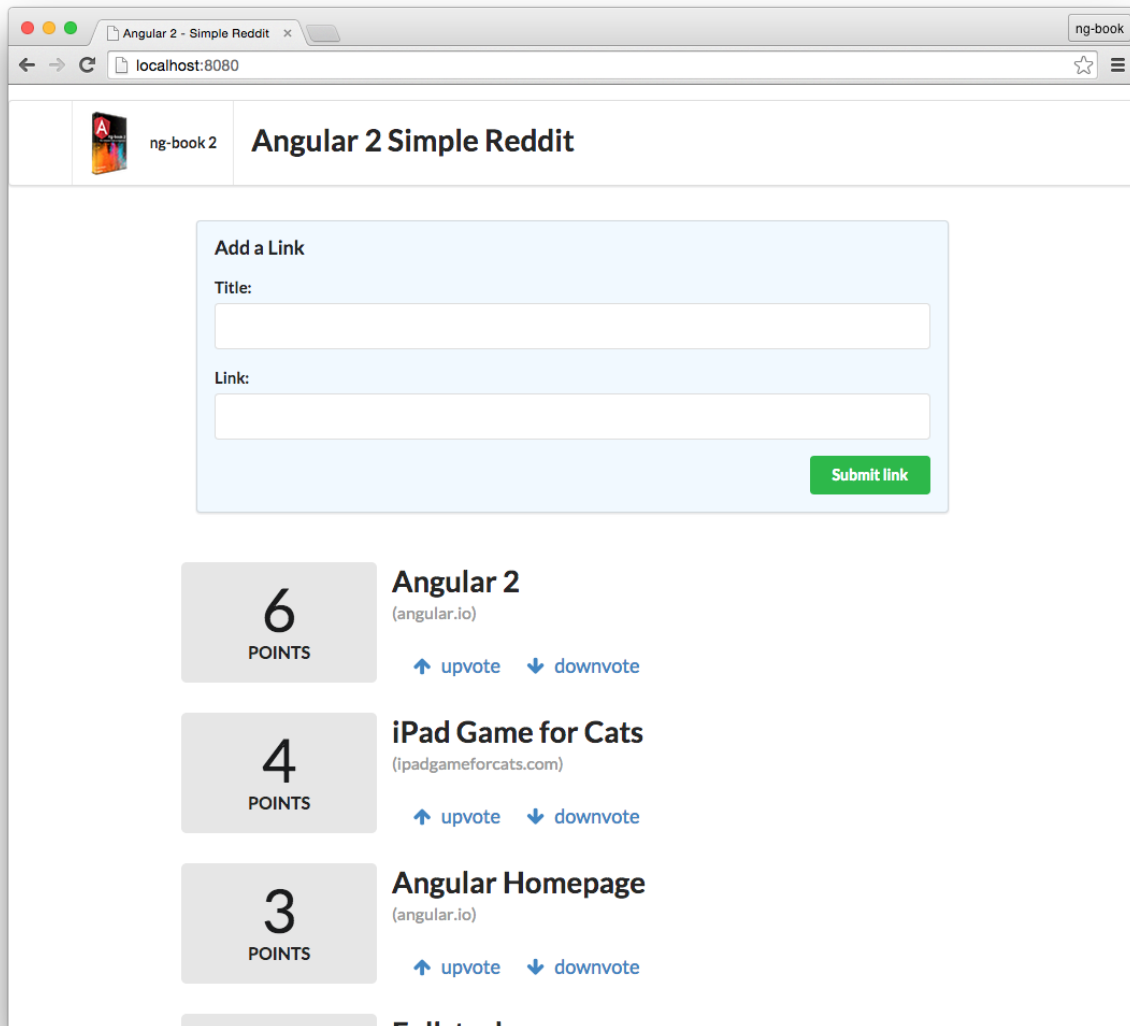 Angular 2 - Simple Reddit
ng-book
localhost:8080
ng-book 2
Angular 2 Simple Reddit
Add a Link
Title:
Link:
Submit link
6
POINTS
Angular 2
(angular.io)
upvote downvote
4
POINTS
iPad Game for Cats
(ipadgameforcats.com)
upvote downvote
3
POINTS
Angular Homepage
(angular.io)
upvote downvote